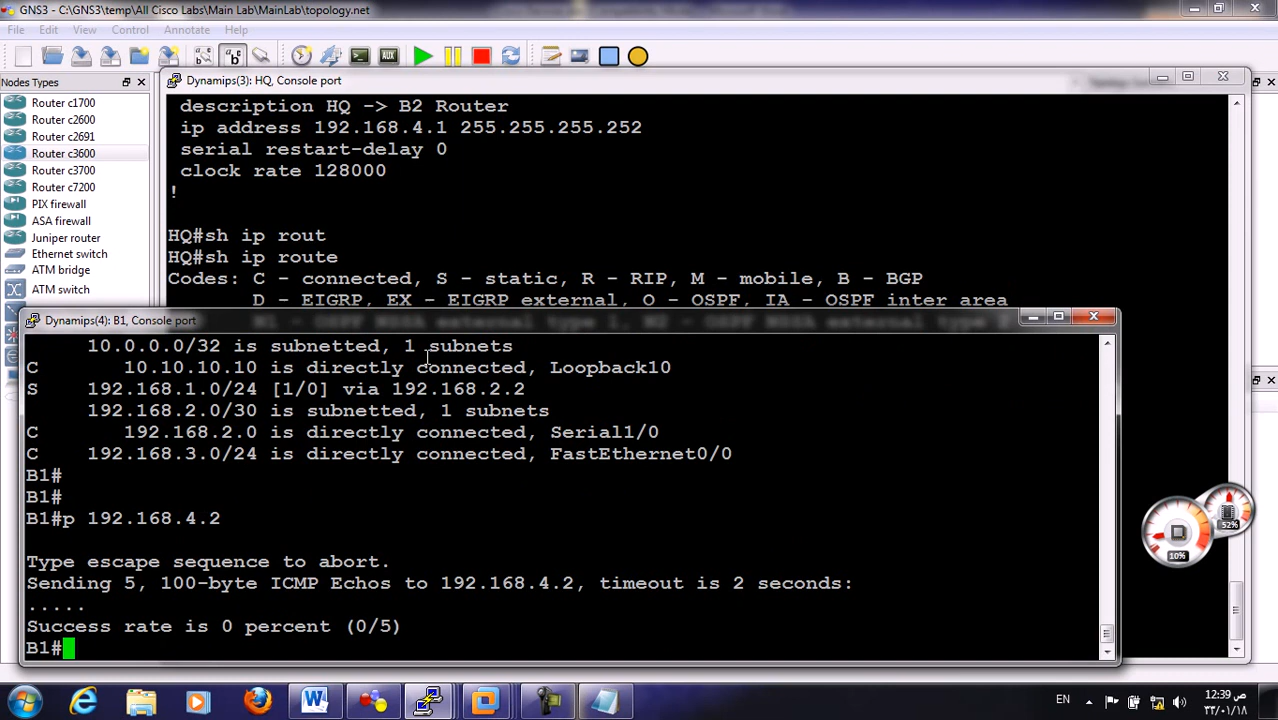 GNS3 - C:\GNS3\temp\All Cisco Labs\Main Lab\MainLab\topology.net
File Edit View Control Annotate Help
AUX
Nodes Types
Router c1700
Router c2600
Router c2691
Router c3600
Router c3700
Router c7200
PIX firewall
ASA firewall
Juniper router
Ethernet switch
ATM bridge
ATM switch
Dynamips(3): HQ, Console port
description HQ -> B2 Router
ip address 192.168.4.1 255.255.255.252
serial restart-delay 0
clock rate 128000
!
HQ#sh ip rout
HQ#sh ip route
Codes: C - connected, S - static, R - RIP, M - mobile, B - BGP
D - EIGRP, EX - EIGRP external, O - OSPF, IA - OSPF inter area
Dynamips(4): B1, Console port
10.0.0.0/32 is subnetted, 1 subnets
C 10.10.10.10 is directly connected, Loopback10
S 192.168.1.0/24 [1/0] via 192.168.2.2
192.168.2.0/30 is subnetted, 1 subnets
C 192.168.2.0 is directly connected, Serial1/0
C 192.168.3.0/24 is directly connected, FastEthernet0/0
B1#
B1#
B1#p 192.168.4.2
Type escape sequence to abort.
Sending 5, 100-byte ICMP Echos to 192.168.4.2, timeout is 2 seconds:
.....
Success rate is 0 percent (0/5)
B1#
52%
10%
EN
12:39 ص
٣٣/٠١/١٨